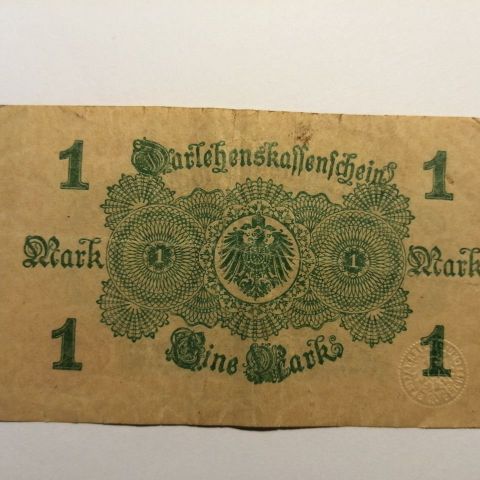 1 Darlehenskassenschein 1
Mark 1 1 Mark
1 Eine Mark 1